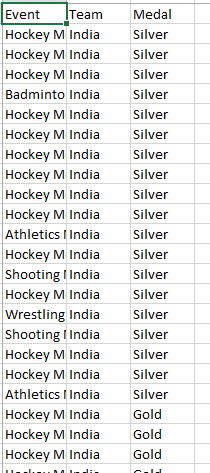 Event Team Medal
Hockey M India Silver
Hockey M India Silver
Hockey M India Silver
Badminto India Silver
Hockey M India Silver
Hockey M India Silver
Hockey M India Silver
Hockey M India Silver
Hockey M India Silver
Hockey M India Silver
Athletics India Silver
Hockey M India Silver
Shooting India Silver
Hockey M India Silver
Wrestling India Silver
Shooting India Silver
Hockey M India Silver
Hockey M India Silver
Athletics India Silver
Hockey M India Gold
Hockey M India Gold
Hockey M India Gold